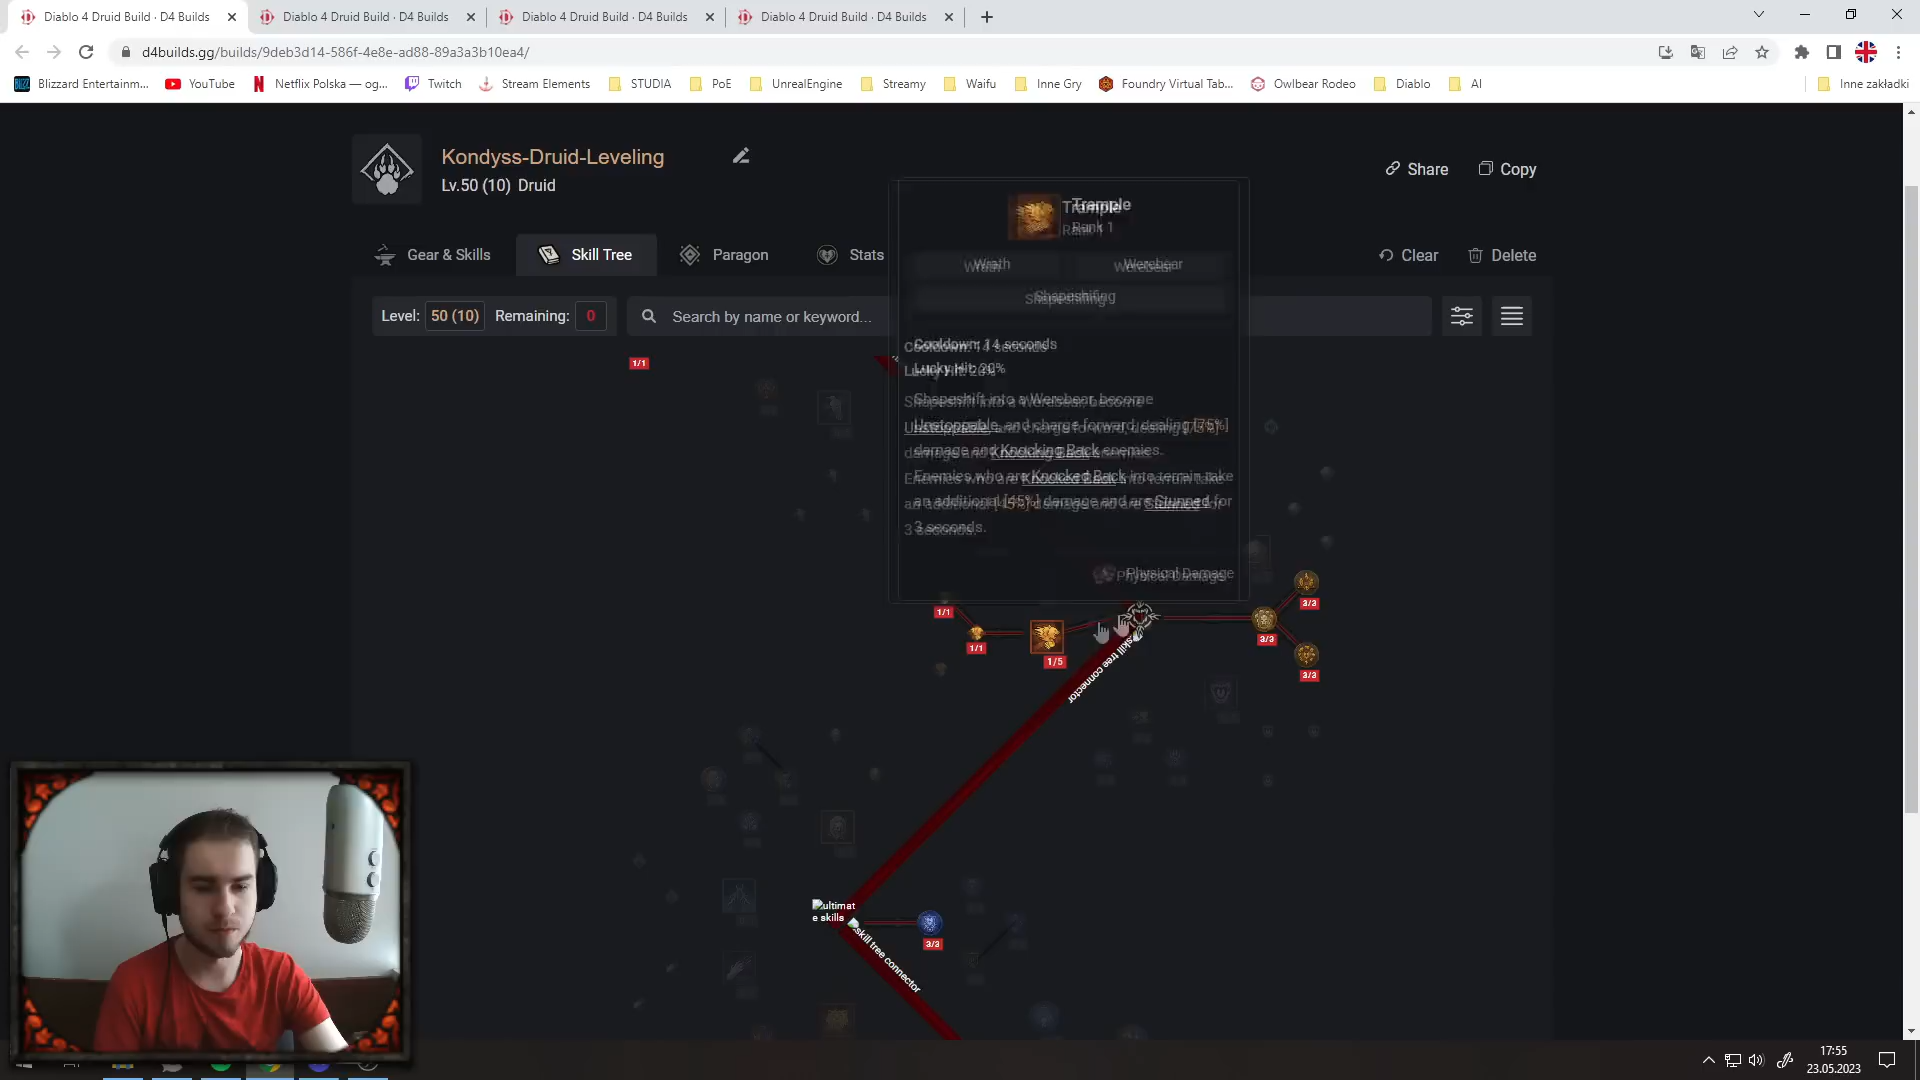 Diablo 4 Druid Build · D4 Builds
Diablo 4 Druid Build · D4 Builds
Diablo 4 Druid Build · D4 Builds
Diablo 4 Druid Build · D4 Builds
d4builds.gg/builds/9deb3d14-586f-4e8e-ad88-89a3a3b10ea4/
Blizzard Entertainm...
YouTube
Netflix Polska — og...
Twitch
Stream Elements
STUDIA
PoE
UnrealEngine
Streamy
Waifu
Inne Gry
Foundry Virtual Tab...
Owlbear Rodeo
Diablo
AI
Inne zakładki
Kondyss-Druid-Leveling
Lv.50 (10) Druid
Share
Copy
Gear & Skills
Skill Tree
Paragon
Stats
Clear
Delete
Level: 50 (10) Remaining: 0
Search by name or keyword...
Trample
Rank 1
Wrath
Werebear
Shapeshifting
Cooldown: 14 seconds
Lucky Hit: 20%
Shapeshift into a Werebear, become
Unstoppable, and charge forward, dealing [75%]
damage and Knocking Back enemies.
Enemies who are Knocked Back into terrain take
an additional [45%] damage and are Stunned for
3 seconds.
Physical Damage
1/1
1/1
1/1
1/5
3/3
3/3
3/3
skill tree connector
ultimat
e skills
3/3
skill tree connector
17:55
23.05.2023